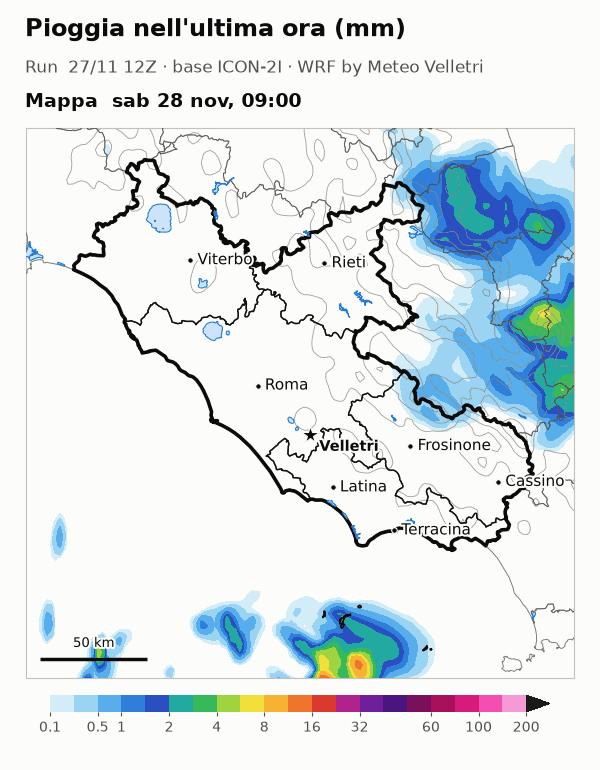 Pioggia nell'ultima ora (mm)
Run 27/11 12Z · base ICON-2I · WRF by Meteo Velletri
Mappa sab 28 nov, 09:00
Viterbo
Rieti
Roma
Velletri
Frosinone
Cassino
Latina
Terracina
50 km
0.1 0.5 1 2 4 8 16 32 60 100 200